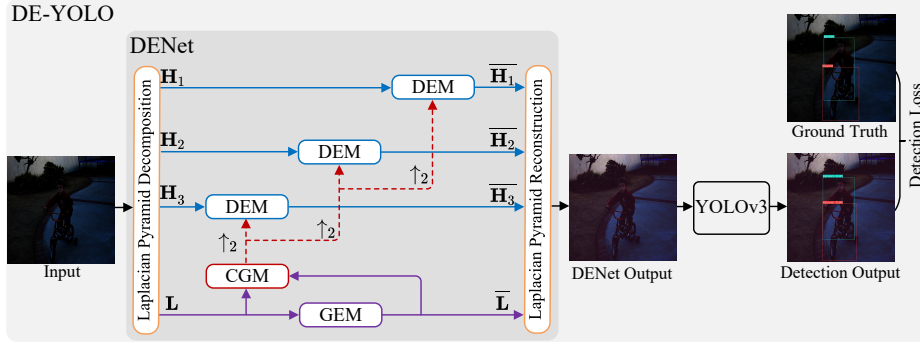 DE-YOLO
DENet
Laplacian Pyramid Decomposition
H₁
DEM
H̅₁̅
H₂
DEM
H̅₂̅
H₃
DEM
H̅₃̅
↑₂
↑₂
↑₂
CGM
L
GEM
L̅
Laplacian Pyramid Reconstruction
Input
DENet Output
YOLOv3
Ground Truth
Detection Output
Detection Loss